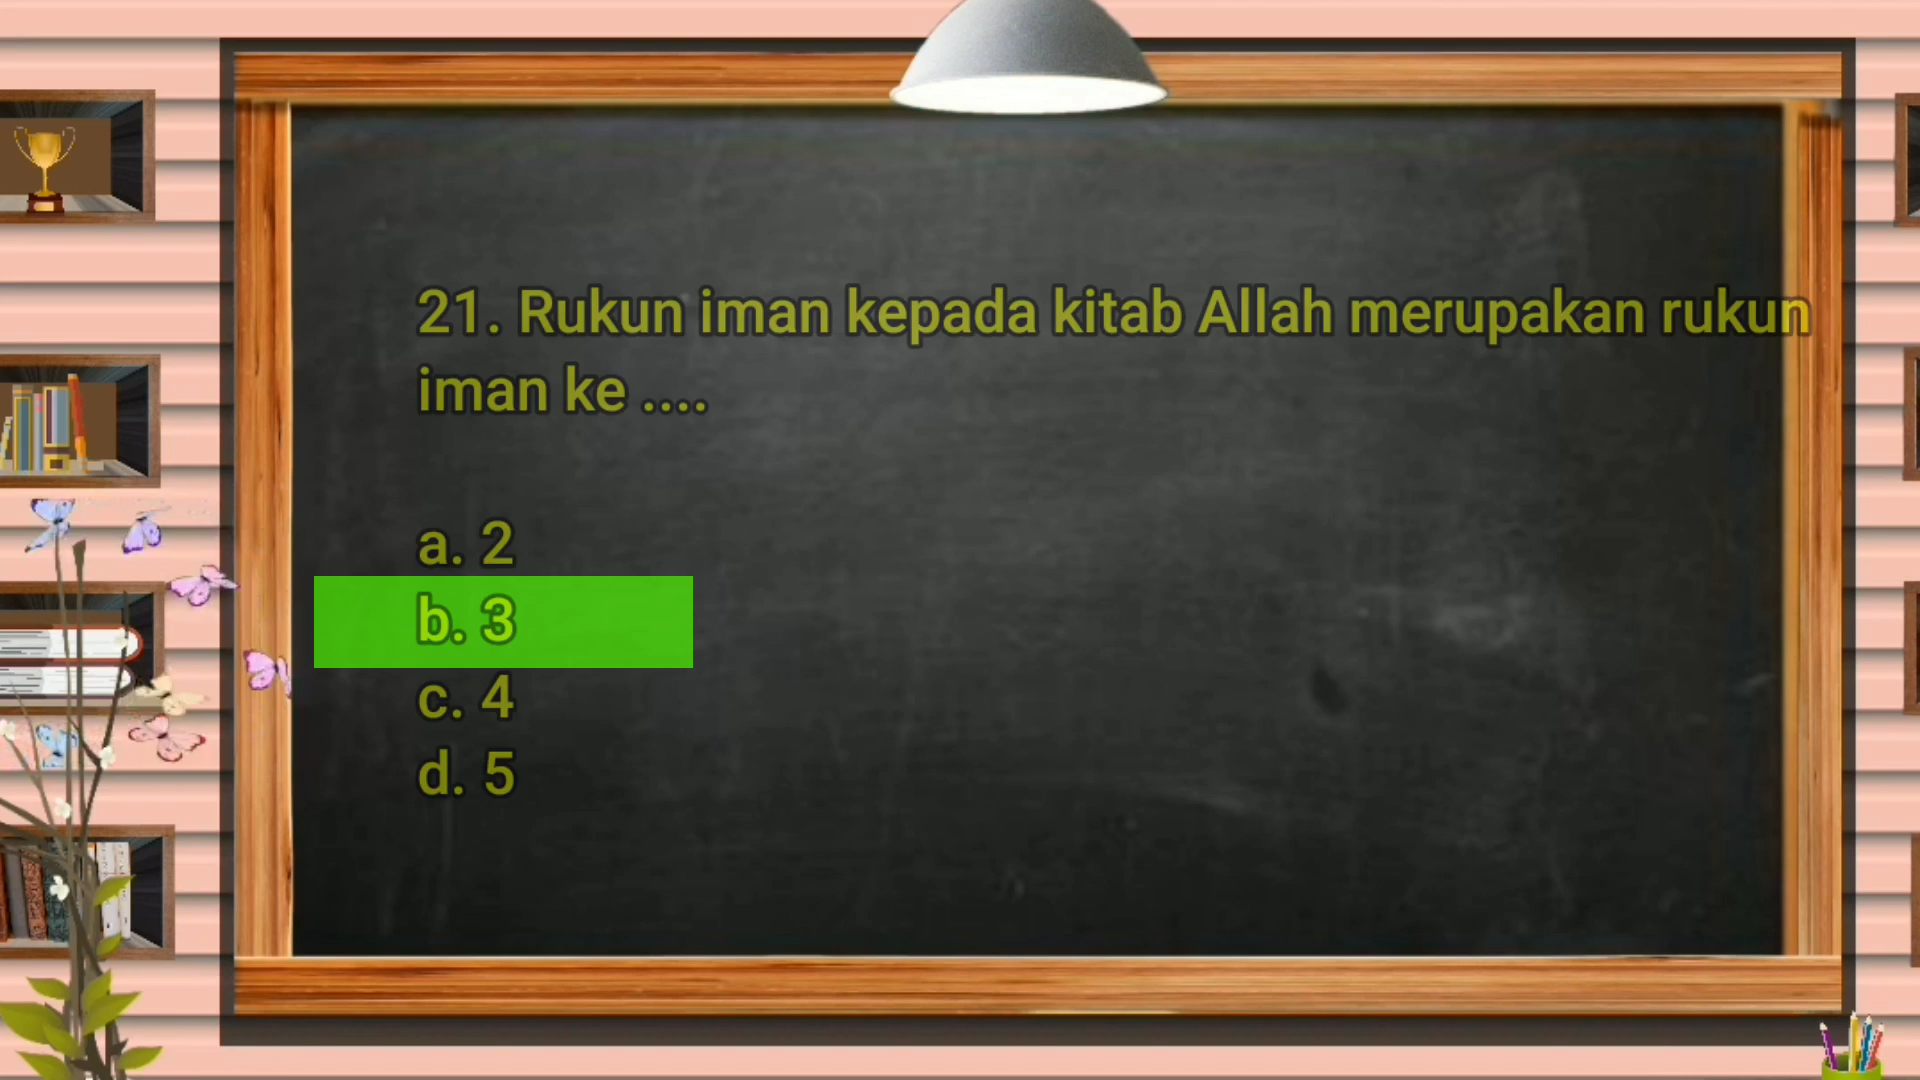 21. Rukun iman kepada kitab Allah merupakan rukun
iman ke ....
a. 2
b. 3
c. 4
d. 5